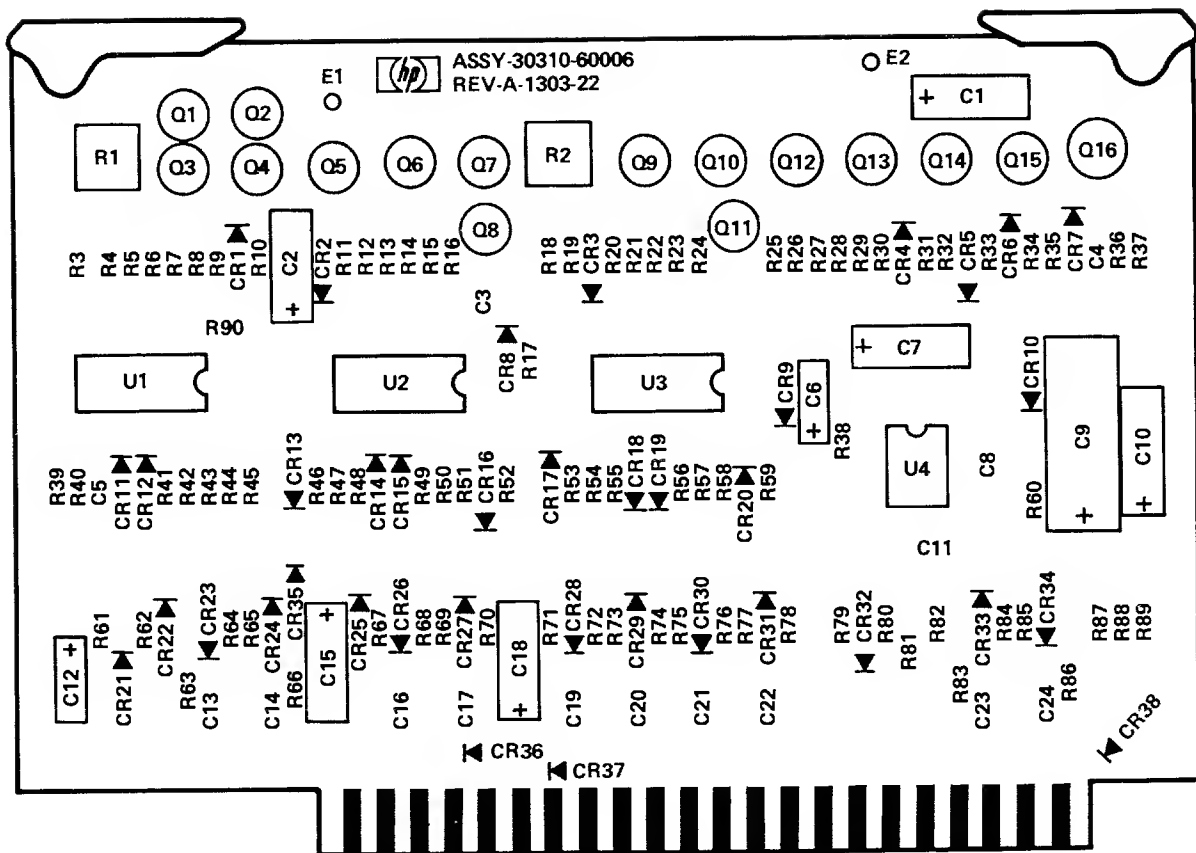 E1
hp
ASSY-30310-60006
REV-A-1303-22
E2
+ C1
Q1
Q2
R1
Q3
Q4
Q5
Q6
Q7
R2
Q9
Q10
Q12
Q13
Q14
Q15
Q16
Q8
Q11
R3
R4
R5
R6
R7
R8
R9
CR1
R10
C2 +
CR2
R11
R12
R13
R14
R15
R16
R18
R19
CR3
R20
R21
R22
R23
R24
R25
R26
R27
R28
R29
R30
CR4
R31
R32
CR5
R33
CR6
R34
R35
CR7
C4
R36
R37
R90
C3
CR8
R17
U1
U2
U3
CR9
C6 +
R38
+ C7
U4
C8
CR10
R60
C9 +
C10 +
R39
R40
C5
CR11
CR12
R41
R42
R43
R44
R45
CR13
R46
R47
R48
CR14
CR15
R49
R50
R51
CR16
R52
CR17
R53
R54
R55
CR18
CR19
R56
R57
R58
CR20
R59
C11
C12 +
R61
CR21
R62
CR22
R63
CR23
C13
R64
R65
CR24
C14
CR35
R66
C15 +
CR25
R67
CR26
C16
R68
R69
CR27
C17
R70
C18 +
R71
CR28
C19
R72
R73
CR29
C20
R74
R75
CR30
C21
R76
R77
CR31
C22
R78
R79
CR32
R80
R81
R82
R83
CR33
C23
R84
R85
CR34
C24
R86
R87
R88
R89
CR36
CR37
CR38